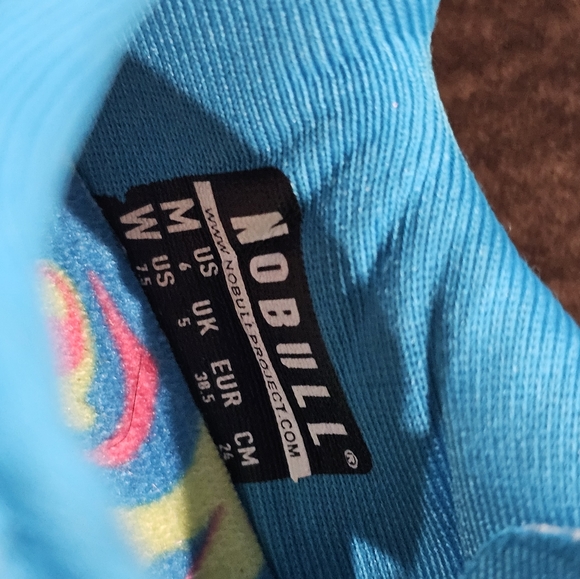 NOBULL®
WWW.NOBULLPROJECT.COM
M US UK EUR CM
6 5 38.5 24
W US
7.5